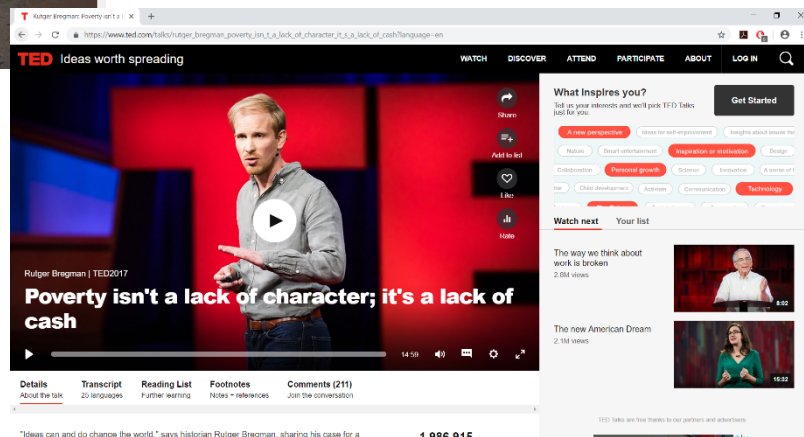 Rutger Bregman: Poverty isn't a l
https://www.ted.com/talks/rutger_bregman_poverty_isn_t_a_lack_of_character_it_s_a_lack_of_cash?language=en
TED Ideas worth spreading
WATCH DISCOVER ATTEND PARTICIPATE ABOUT LOG IN
Share
Add to list
Like
Rate
Rutger Bregman | TED2017
Poverty isn't a lack of character; it's a lack of
cash
14:59
Details Transcript Reading List Footnotes Comments (211)
About the talk 25 languages Further learning Notes + references Join the conversation
"Ideas can and do change the world," says historian Rutger Bregman, sharing his case for a
1,986,915
What Inspires you?
Tell us your interests and we'll pick TED Talks
just for you.
Get Started
A new perspective Ideas for self-improvement Insights about issues
Nature Smart entertainment Inspiration or motivation Design
Collaboration Personal growth Science Innovation A sense of
Child development Activism Communication Technology
Watch next Your list
The way we think about
work is broken
2.0M views
8:02
The new American Dream
2.1M views
15:32
TED Talks are free thanks to our partners and advertisers